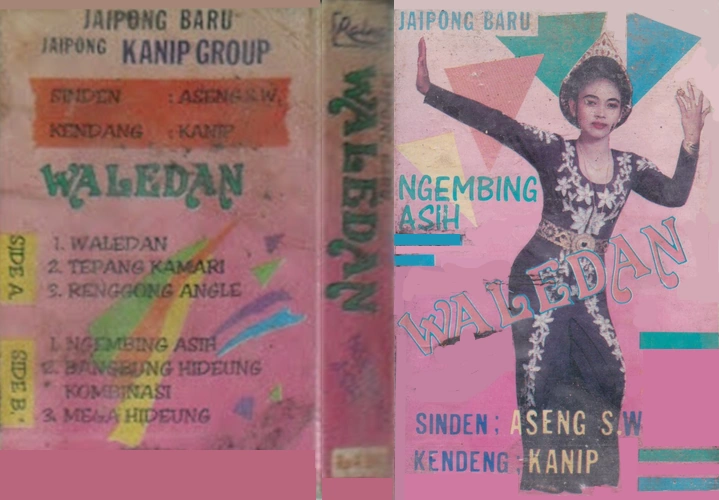 JAIPONG BARU
JAIPONG KANIP GROUP
SINDEN : ASENG S.W.
KENDANG : KANIP
WALEDAN
SIDE A
1. WALEDAN
2. TEPANG KAMARI
3. RENGGONG ANGLE
SIDE B.
1. NGEMBING ASIH
2. BANGBUNG HIDEUNG
KOMBINASI
3. MEGA HIDEUNG
WALEDAN
JAIPONG BARU
NGEMBING
ASIH
WALEDAN
SINDEN : ASENG S.W
KENDENG : KANIP